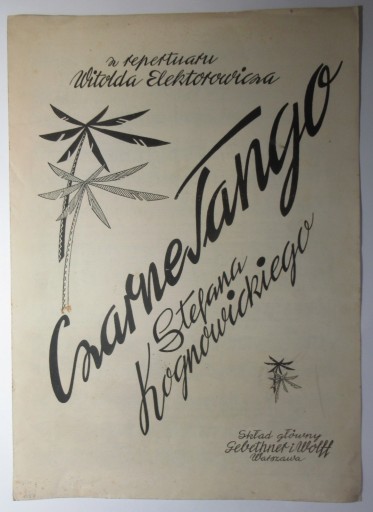 z repertuaru
Witolda Elektorowicza
Czarne Tango
Stefana
Kognowickiego
Skład główny
Gebethner i Wolff
Warszawa